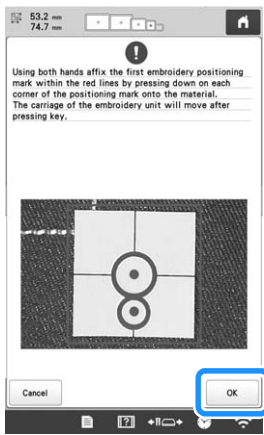 53.2 mm
74.7 mm
Using both hands affix the first embroidery positioning
mark within the red lines by pressing down on each
corner of the positioning mark onto the material.
The carriage of the embroidery unit will move after
pressing key.
Cancel
OK